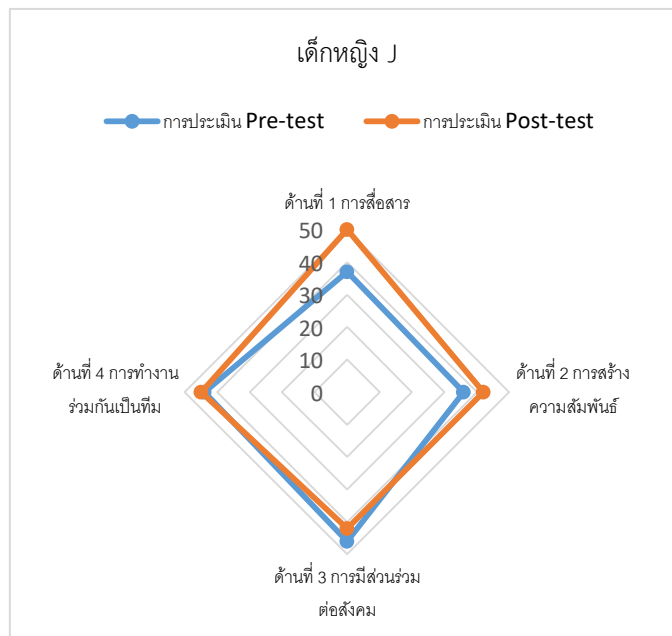 เด็กหญิง J
การประเมิน Pre-test การประเมิน Post-test
ด้านที่ 1 การสื่อสาร
50
40
30
20
10
0
ด้านที่ 2 การสร้าง
ความสัมพันธ์
ด้านที่ 3 การมีส่วนร่วม
ต่อสังคม
ด้านที่ 4 การทำงาน
ร่วมกันเป็นทีม